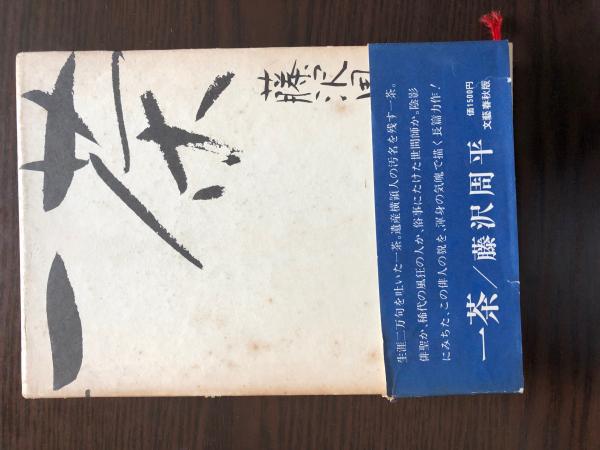 一茶
藤沢周
生涯二万句を吐いた一茶。遺産横領人の汚名を残す一茶。
俳聖か、稀代の風狂の人か、俗事にたけた世間師か。陰影
にみちた、この俳人の貌を、渾身の気魄で描く長篇力作!
一茶/藤沢周平
価1500円
文藝春秋版